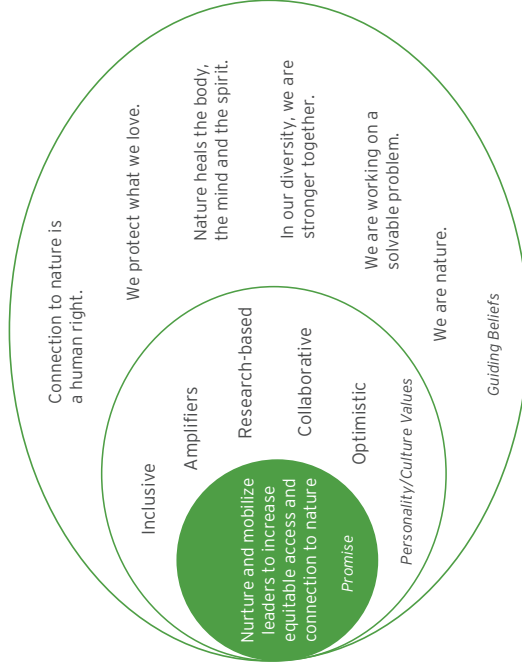 Connection to nature is
a human right.
We protect what we love.
Nature heals the body,
the mind and the spirit.
In our diversity, we are
stronger together.
We are working on a
solvable problem.
We are nature.
Guiding Beliefs
Inclusive
Amplifiers
Research-based
Collaborative
Optimistic
Personality/Culture Values
Nurture and mobilize
leaders to increase
equitable access and
connection to nature
Promise